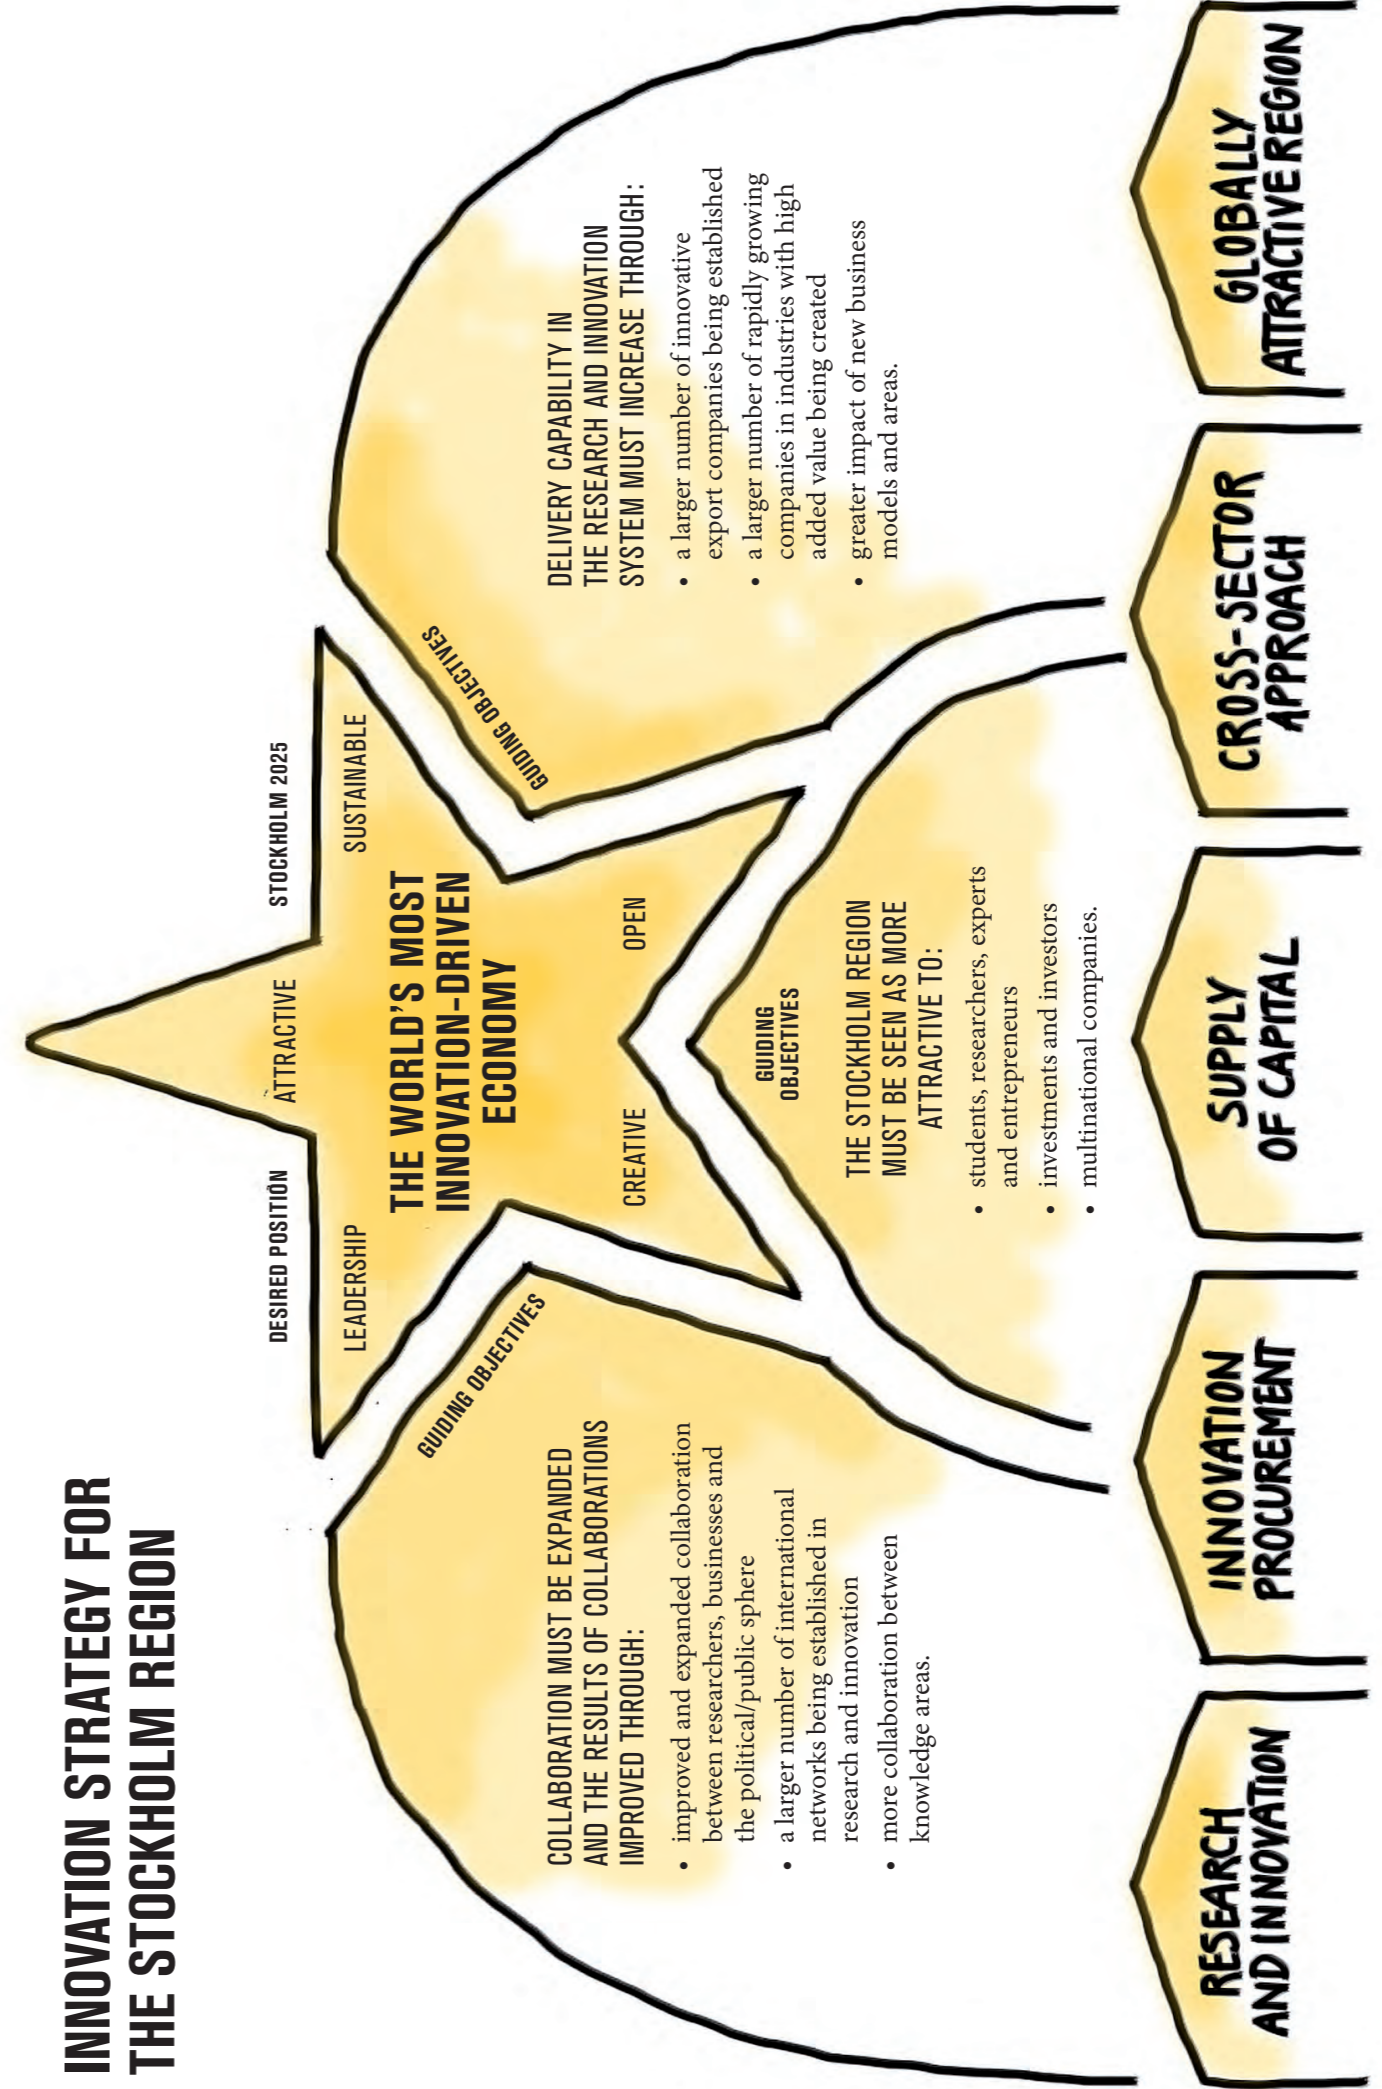 INNOVATION STRATEGY FOR
THE STOCKHOLM REGION
DESIRED POSITION
STOCKHOLM 2025
ATTRACTIVE
LEADERSHIP
SUSTAINABLE
THE WORLD'S MOST
INNOVATION-DRIVEN
ECONOMY
CREATIVE
OPEN
GUIDING OBJECTIVES
COLLABORATION MUST BE EXPANDED
AND THE RESULTS OF COLLABORATIONS
IMPROVED THROUGH:
• improved and expanded collaboration
between researchers, businesses and
the political/public sphere
• a larger number of international
networks being established in
research and innovation
• more collaboration between
knowledge areas.
GUIDING
OBJECTIVES
THE STOCKHOLM REGION
MUST BE SEEN AS MORE
ATTRACTIVE TO:
• students, researchers, experts
and entrepreneurs
• investments and investors
• multinational companies.
GUIDING OBJECTIVES
DELIVERY CAPABILITY IN
THE RESEARCH AND INNOVATION
SYSTEM MUST INCREASE THROUGH:
• a larger number of innovative
export companies being established
• a larger number of rapidly growing
companies in industries with high
added value being created
• greater impact of new business
models and areas.
RESEARCH
AND INNOVATION
INNOVATION
PROCUREMENT
SUPPLY
OF CAPITAL
CROSS-SECTOR
APPROACH
GLOBALLY
ATTRACTIVE REGION